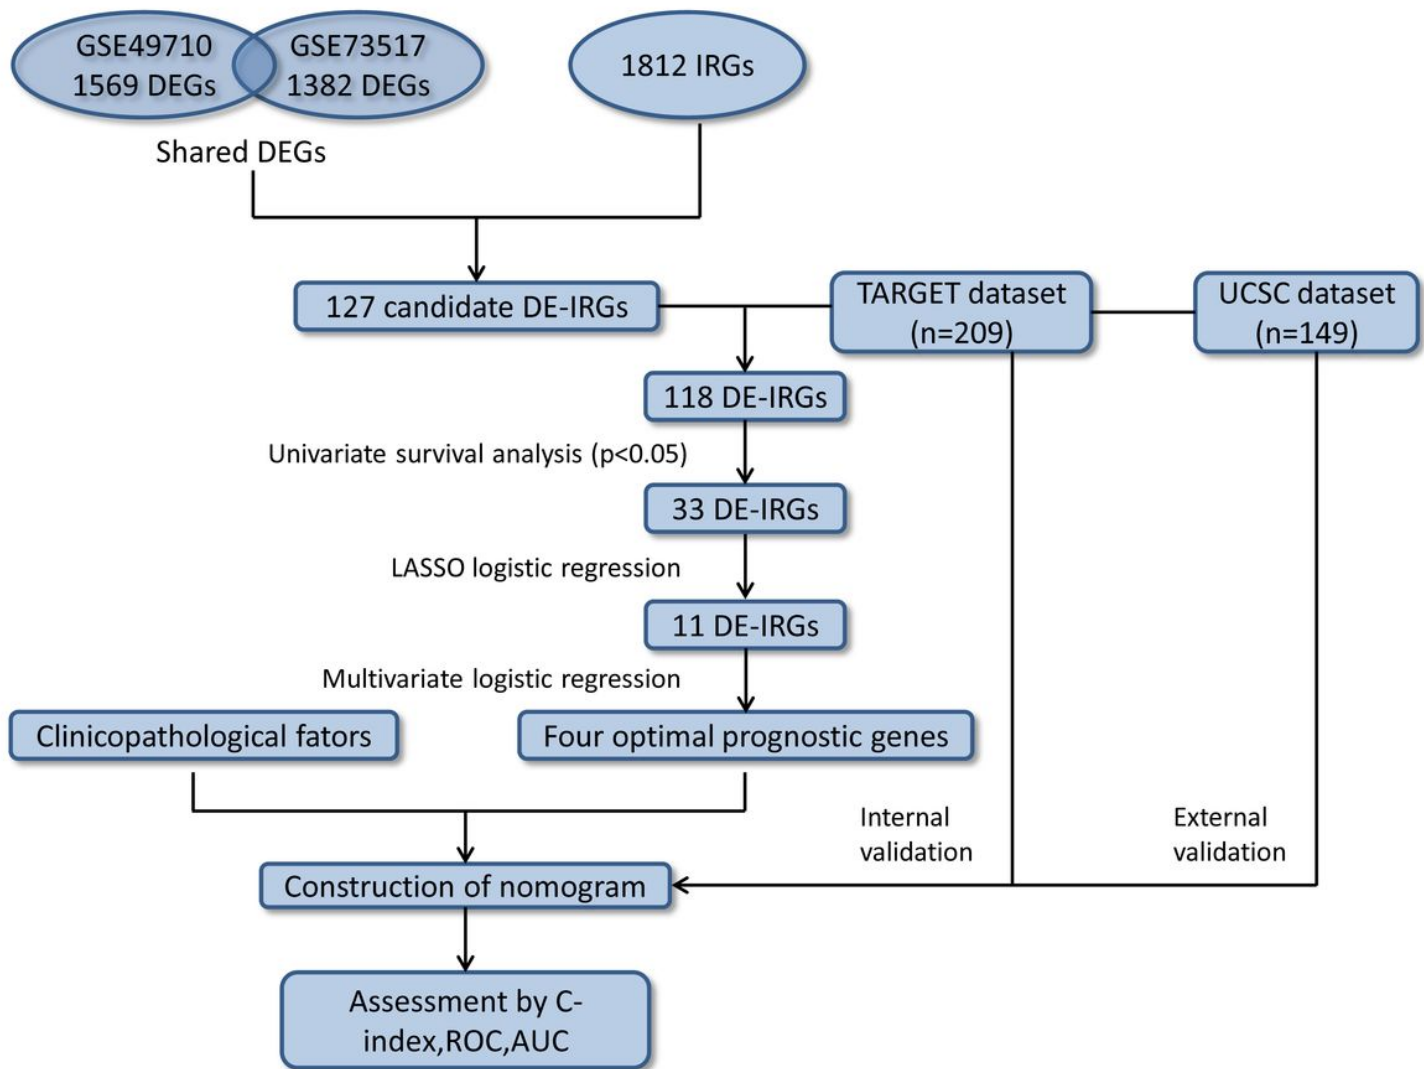 GSE49710
1569 DEGs
GSE73517
1382 DEGs
1812 IRGs
Shared DEGs
127 candidate DE-IRGs
TARGET dataset
(n=209)
UCSC dataset
(n=149)
118 DE-IRGs
Univariate survival analysis (p<0.05)
33 DE-IRGs
LASSO logistic regression
11 DE-IRGs
Multivariate logistic regression
Clinicopathological fators
Four optimal prognostic genes
Internal
validation
External
validation
Construction of nomogram
Assessment by C-
index,ROC,AUC